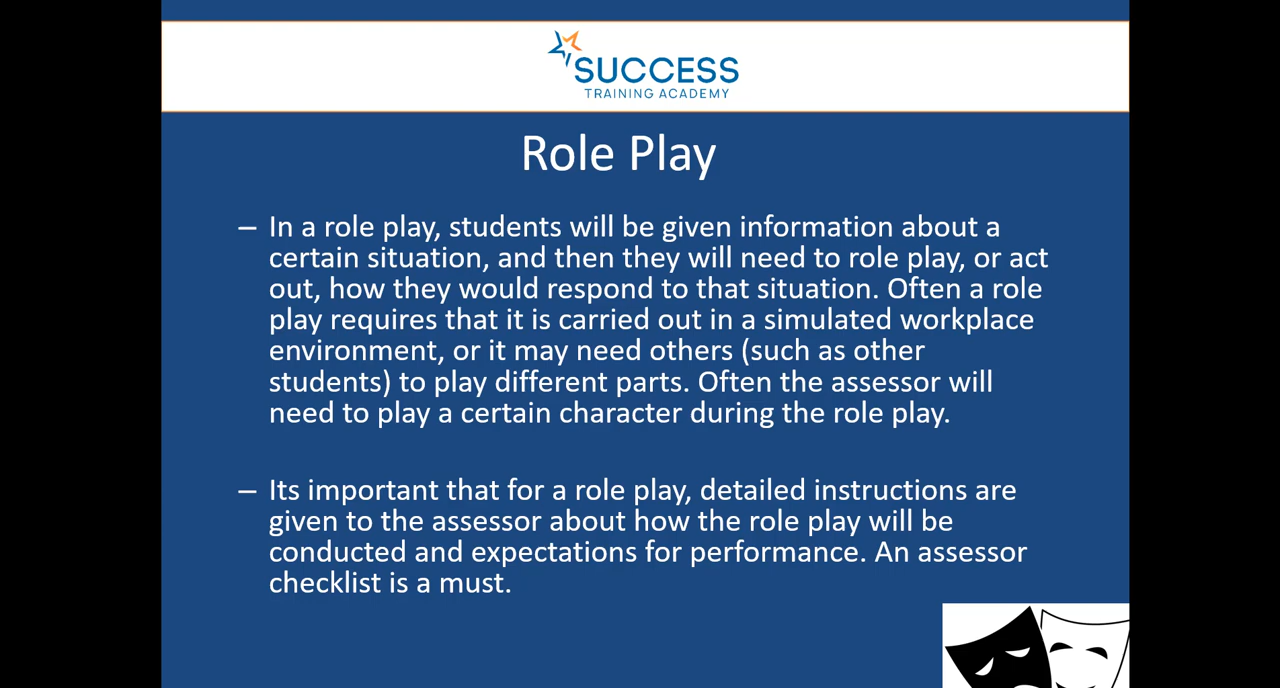 SUCCESS
TRAINING ACADEMY
Role Play
– In a role play, students will be given information about a
certain situation, and then they will need to role play, or act
out, how they would respond to that situation. Often a role
play requires that it is carried out in a simulated workplace
environment, or it may need others (such as other
students) to play different parts. Often the assessor will
need to play a certain character during the role play.
– Its important that for a role play, detailed instructions are
given to the assessor about how the role play will be
conducted and expectations for performance. An assessor
checklist is a must.